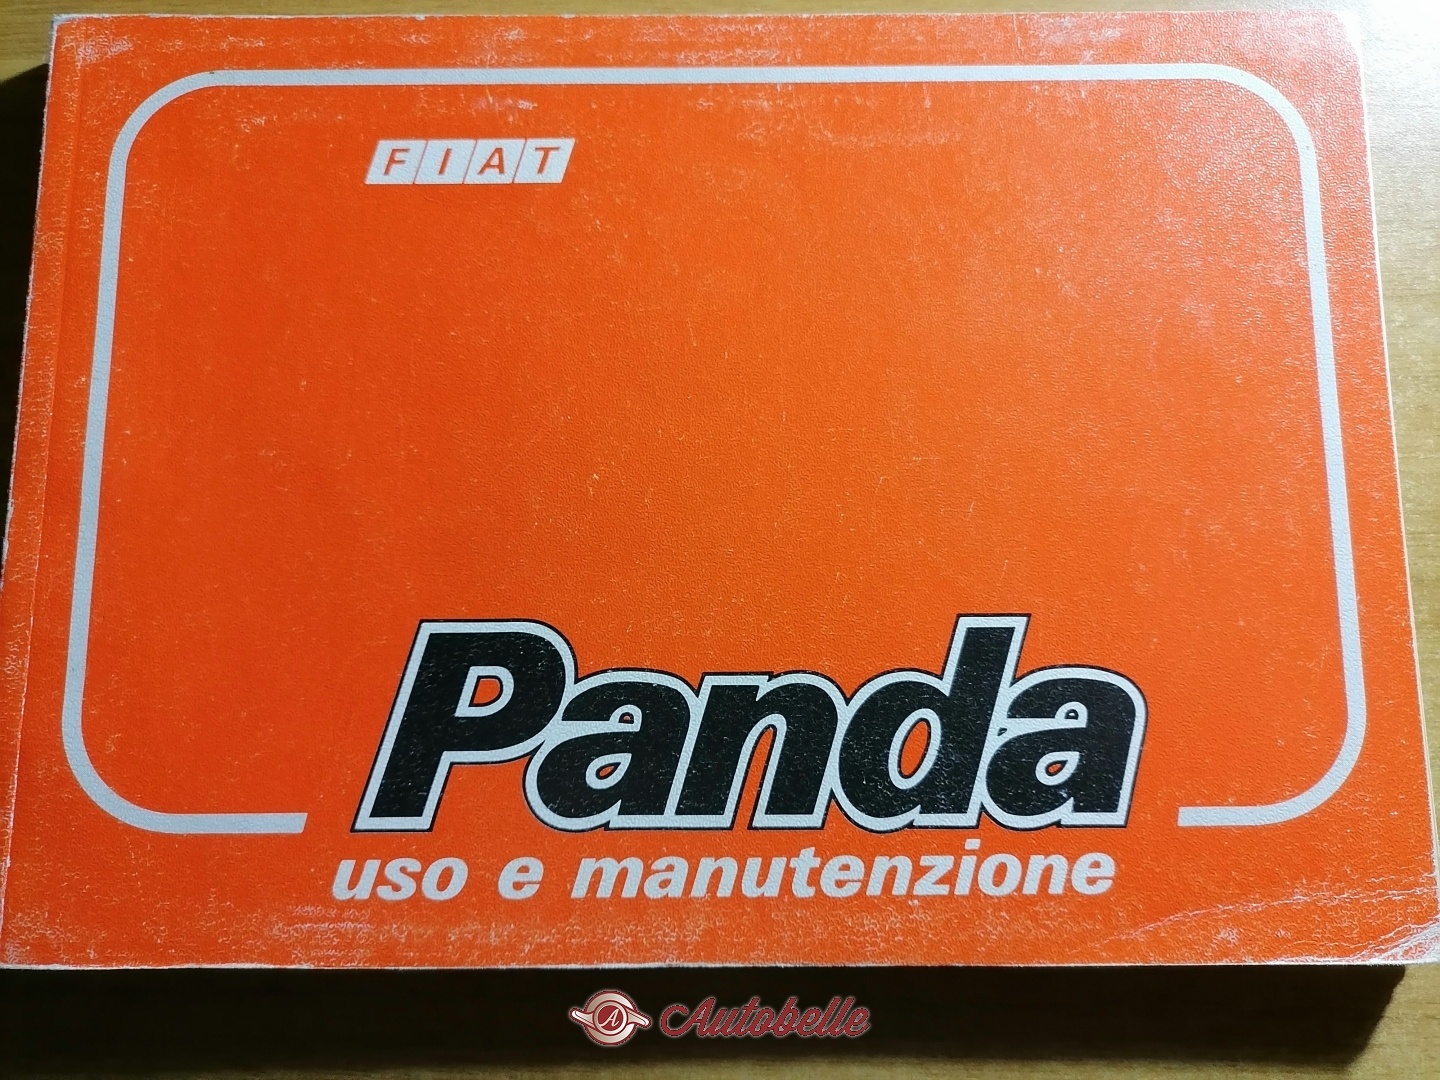 FIAT
Panda
uso e manutenzione
A Autobelle